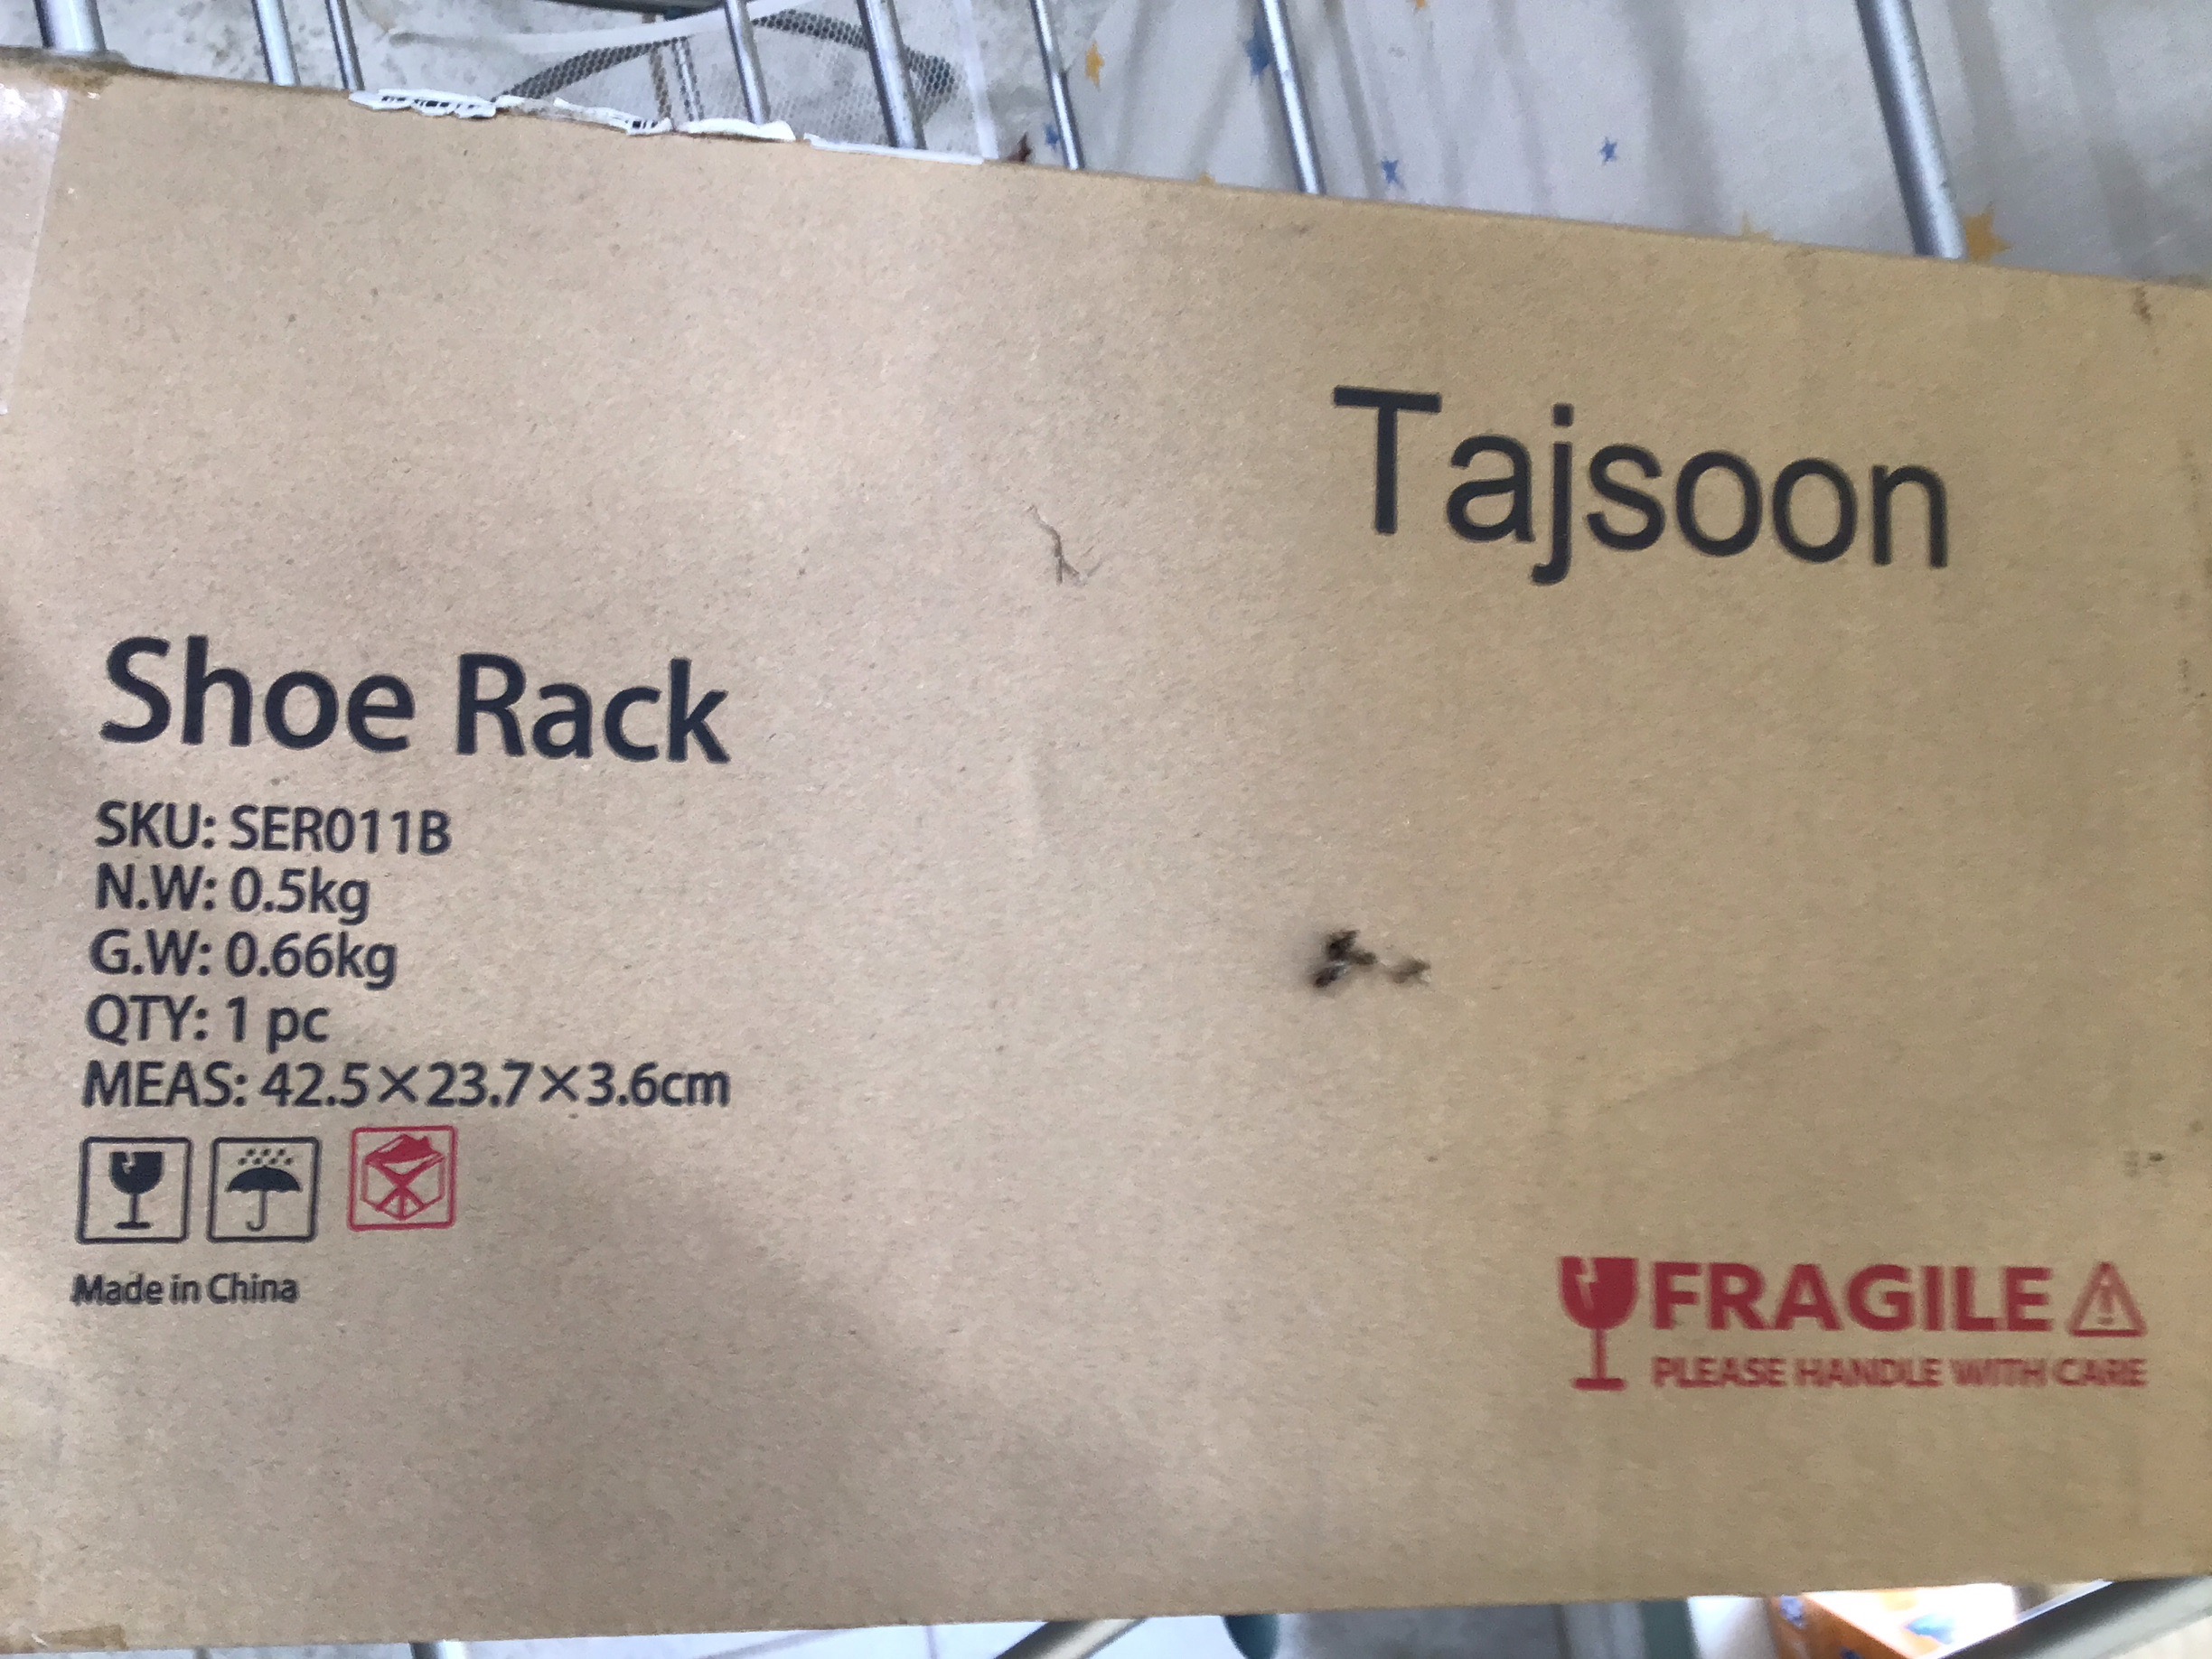 Tajsoon
Shoe Rack
SKU: SER011B
N.W: 0.5kg
G.W: 0.66kg
QTY: 1 pc
MEAS: 42.5×23.7×3.6cm
Made in China
FRAGILE
PLEASE HANDLE WITH CARE